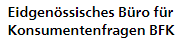 Eidgenössisches Büro für
Konsumentenfragen BFK